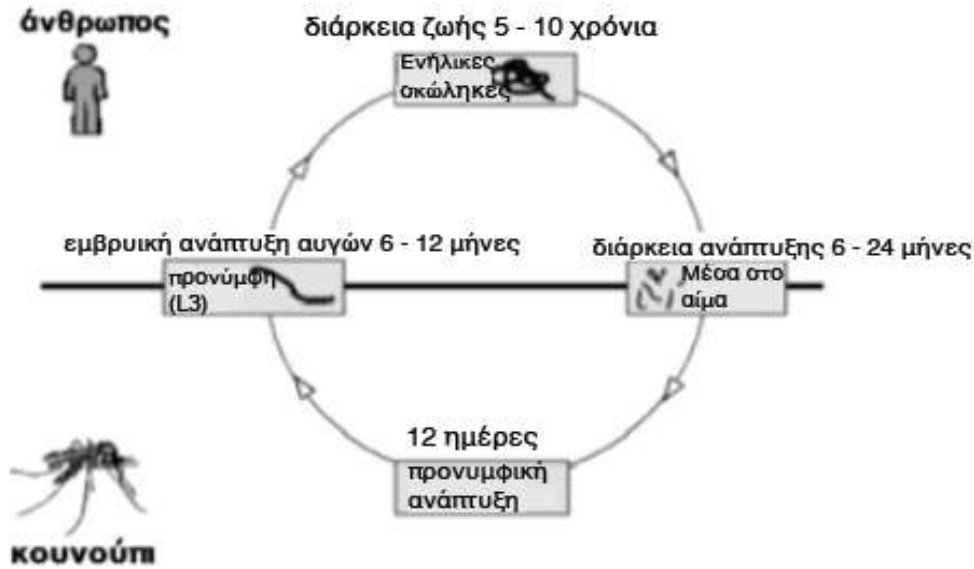 άνθρωπος
διάρκεια ζωής 5 - 10 χρόνια
Ενήλικες
σκώληκες
εμβρυική ανάπτυξη αυγών 6 - 12 μήνες
διάρκεια ανάπτυξης 6 - 24 μήνες
προνύμφη
(L3)
Μέσα στο
αίμα
12 ημέρες
προνυμφική
ανάπτυξη
κουνούπι